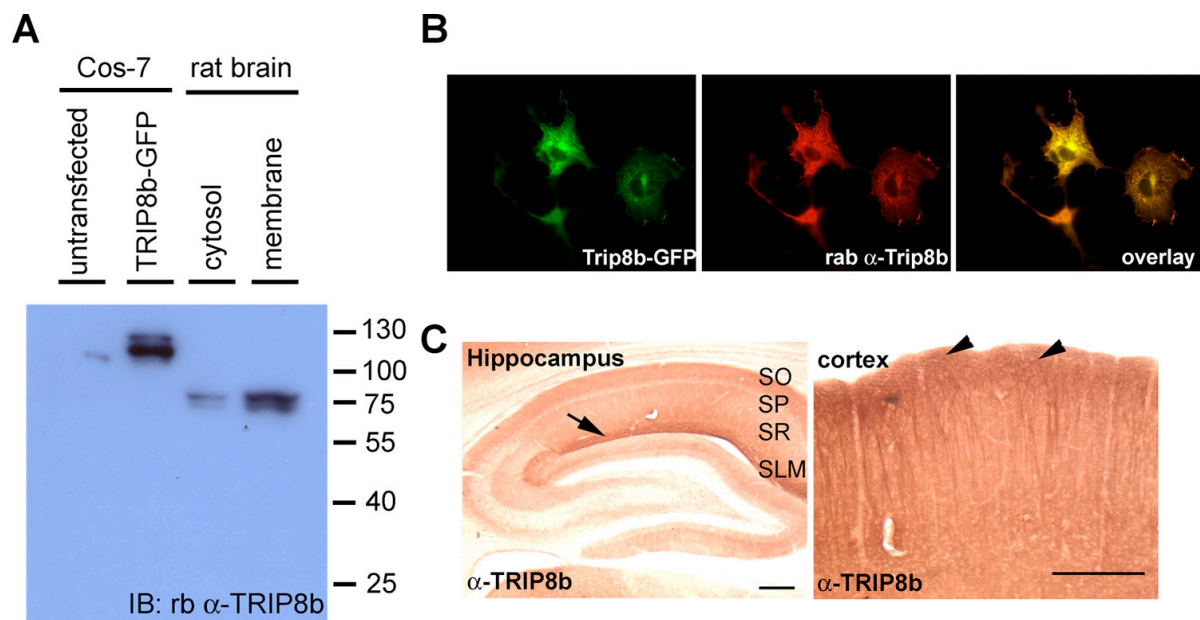 A
Cos-7
rat brain
untransfected
TRIP8b-GFP
cytosol
membrane
130
100
75
55
40
25
IB: rb α-TRIP8b
B
Trip8b-GFP
rab α-Trip8b
overlay
C
Hippocampus
SO
SP
SR
SLM
α-TRIP8b
cortex
α-TRIP8b